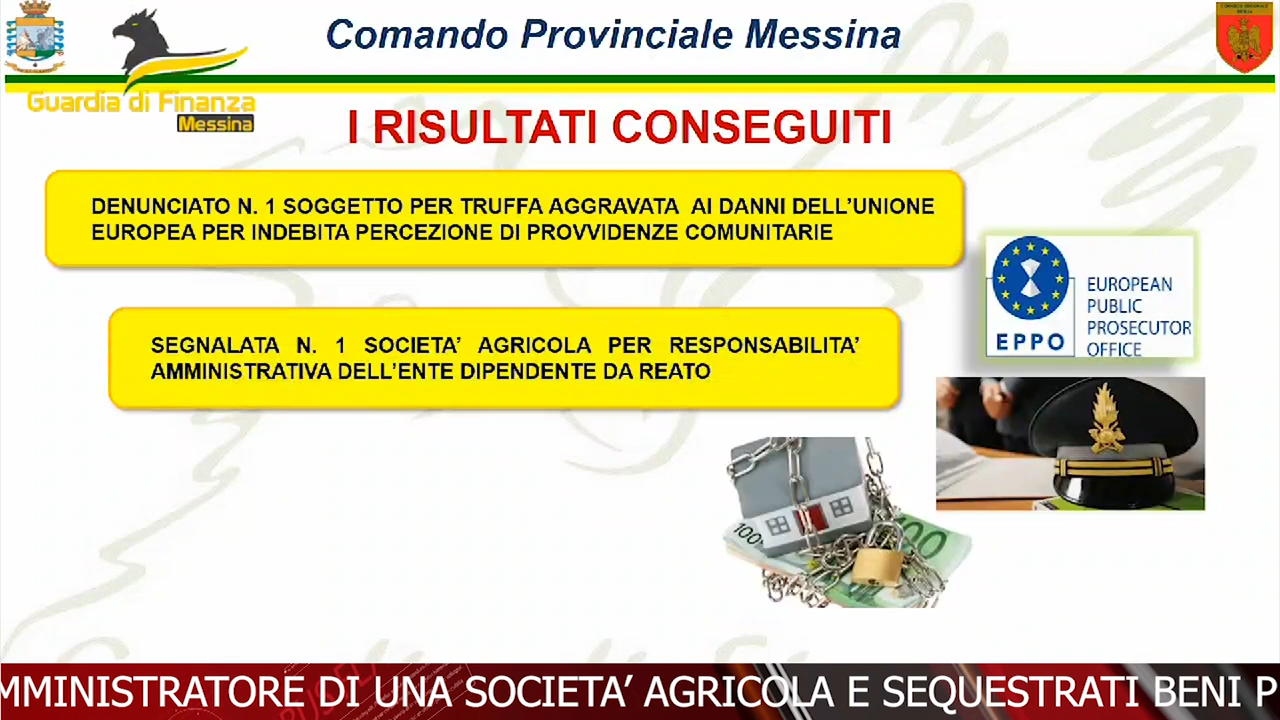 Comando Provinciale Messina
Guardia di Finanza
Messina
I RISULTATI CONSEGUITI
DENUNCIATO N. 1 SOGGETTO PER TRUFFA AGGRAVATA AI DANNI DELL'UNIONE
EUROPEA PER INDEBITA PERCEZIONE DI PROVVIDENZE COMUNITARIE
EPPO
EUROPEAN
PUBLIC
PROSECUTOR
OFFICE
SEGNALATA N. 1 SOCIETA' AGRICOLA PER RESPONSABILITA'
AMMINISTRATIVA DELL'ENTE DIPENDENTE DA REATO
100
100
MMINISTRATORE DI UNA SOCIETA' AGRICOLA E SEQUESTRATI BENI P